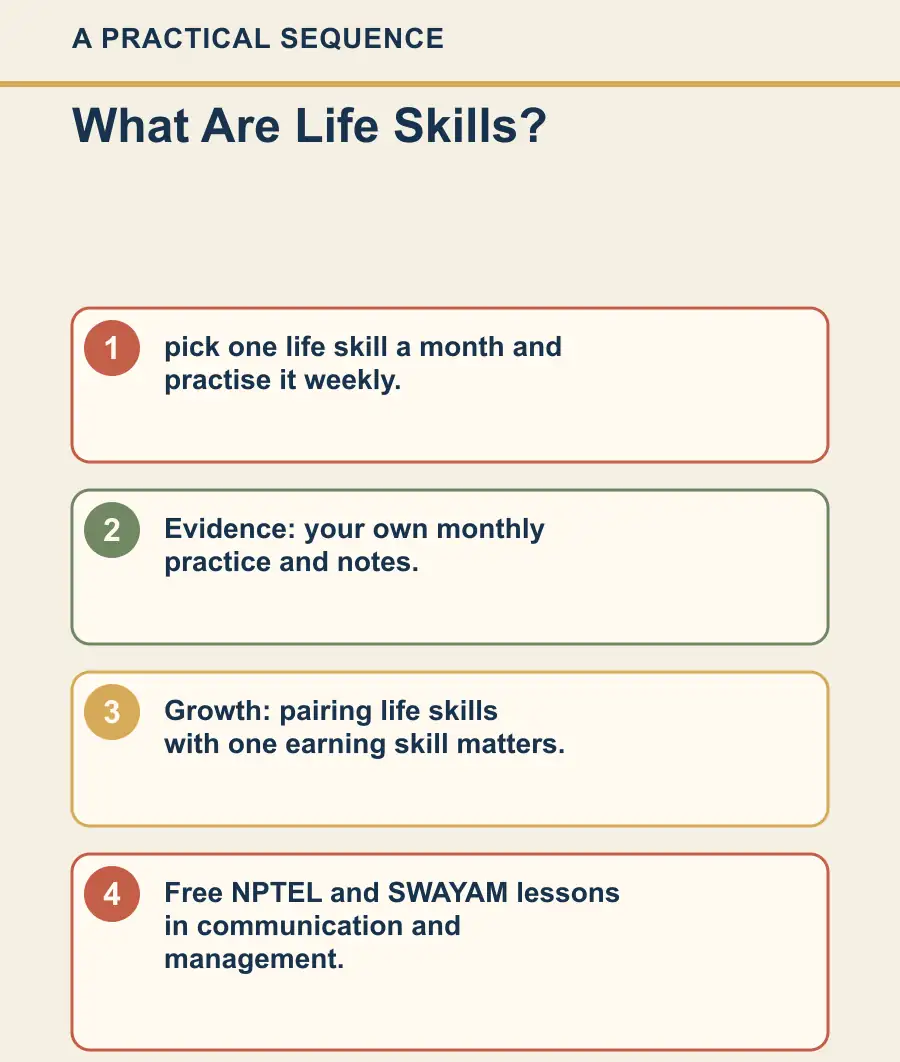 A PRACTICAL SEQUENCE
What Are Life Skills?
1
pick one life skill a month and
practise it weekly.
2
Evidence: your own monthly
practice and notes.
3
Growth: pairing life skills
with one earning skill matters.
4
Free NPTEL and SWAYAM lessons
in communication and
management.